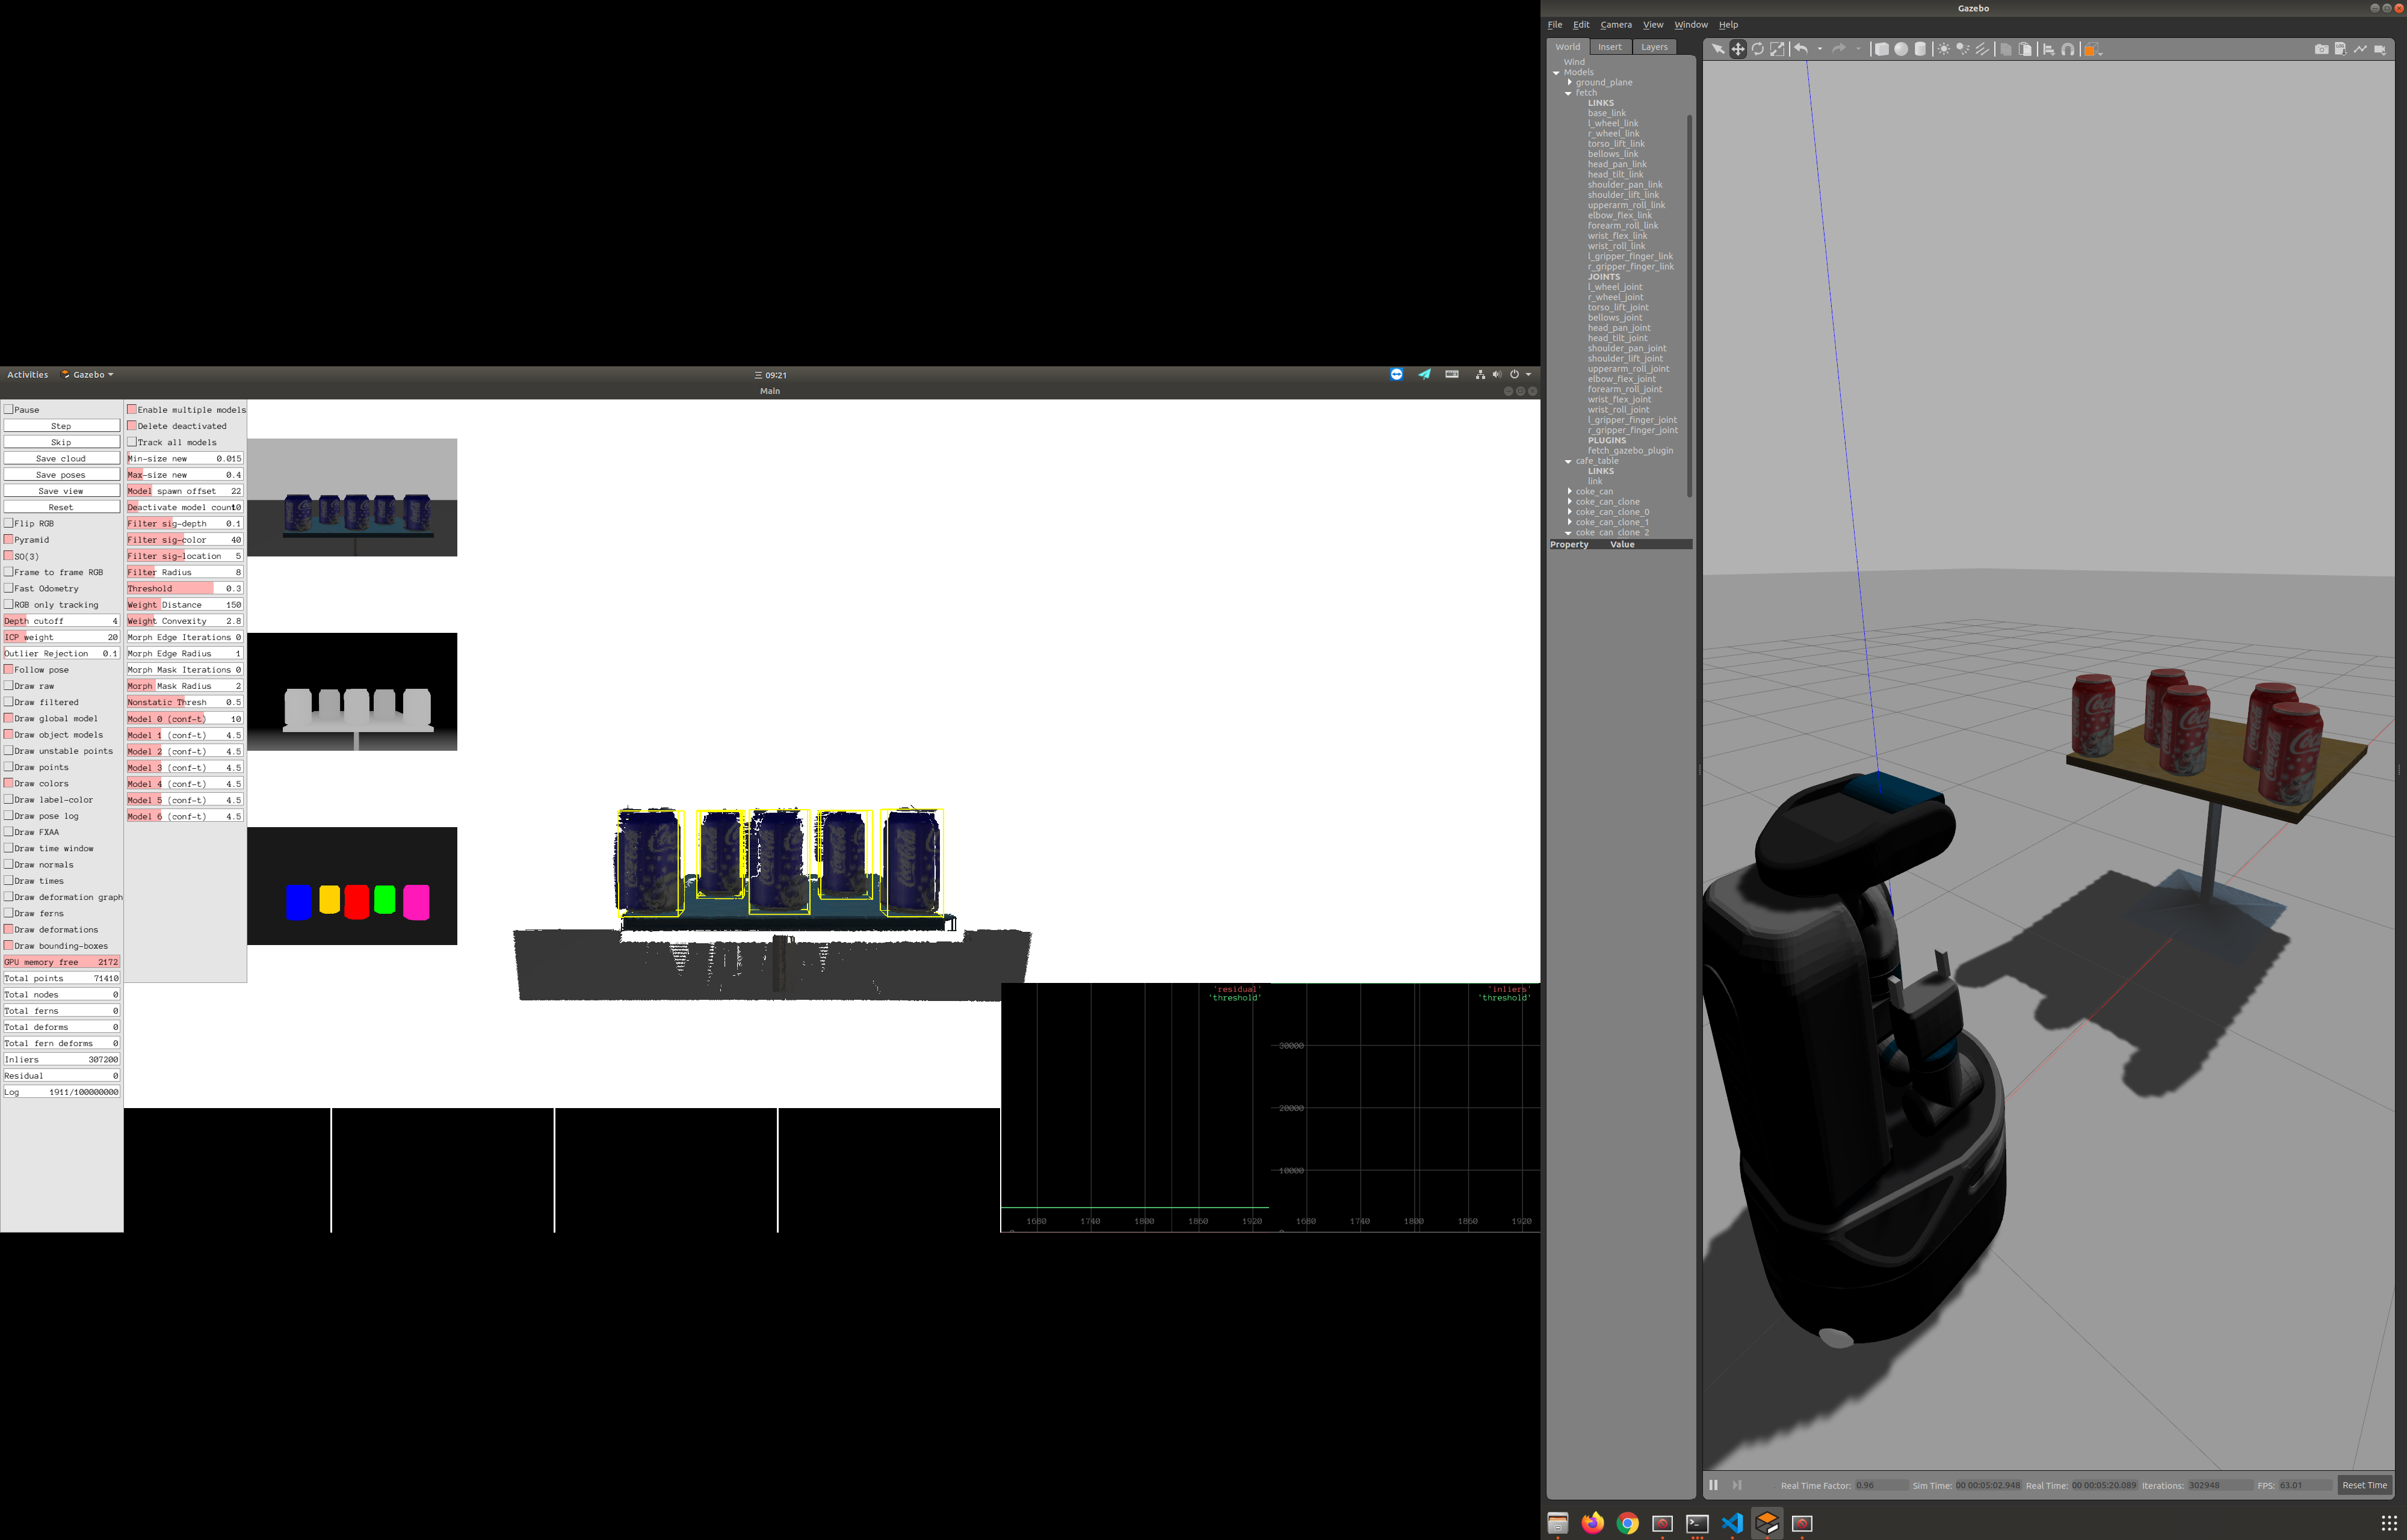 Activities
Gazebo
三 09:21
Main
Pause
Step
Skip
Save cloud
Save poses
Save view
Reset
Flip RGB
Pyramid
SO(3)
Frame to frame RGB
Fast Odometry
RGB only tracking
Depth cutoff 4
ICP weight 20
Outlier Rejection 0.1
Follow pose
Draw raw
Draw filtered
Draw global model
Draw object models
Draw unstable points
Draw points
Draw colors
Draw label-color
Draw pose log
Draw FXAA
Draw time window
Draw normals
Draw times
Draw deformation graph
Draw ferns
Draw deformations
Draw bounding-boxes
GPU memory free 2172
Total points 71410
Total nodes 0
Total ferns 0
Total deforms 0
Total fern deforms 0
Inliers 307200
Residual 0
Log 1911/100000000
Enable multiple models
Delete deactivated
Track all models
Min-size new 0.015
Max-size new 0.4
Model spawn offset 22
Deactivate model count10
Filter sig-depth 0.1
Filter sig-color 40
Filter sig-location 5
Filter Radius 8
Threshold 0.3
Weight Distance 150
Weight Convexity 2.8
Morph Edge Iterations 0
Morph Edge Radius 1
Morph Mask Iterations 0
Morph Mask Radius 2
Nonstatic Thresh 0.5
Model 0 (conf-t) 10
Model 1 (conf-t) 4.5
Model 2 (conf-t) 4.5
Model 3 (conf-t) 4.5
Model 4 (conf-t) 4.5
Model 5 (conf-t) 4.5
Model 6 (conf-t) 4.5
'residual'
'threshold'
1680 1740 1800 1860 1920
'inliers'
'threshold'
30000
20000
10000
1680 1740 1800 1860 1920
Gazebo
File Edit Camera View Window Help
World Insert Layers
Wind
Models
ground_plane
fetch
LINKS
base_link
l_wheel_link
r_wheel_link
torso_lift_link
bellows_link
head_pan_link
head_tilt_link
shoulder_pan_link
shoulder_lift_link
upperarm_roll_link
elbow_flex_link
forearm_roll_link
wrist_flex_link
wrist_roll_link
l_gripper_finger_link
r_gripper_finger_link
JOINTS
l_wheel_joint
r_wheel_joint
torso_lift_joint
bellows_joint
head_pan_joint
head_tilt_joint
shoulder_pan_joint
shoulder_lift_joint
upperarm_roll_joint
elbow_flex_joint
forearm_roll_joint
wrist_flex_joint
wrist_roll_joint
l_gripper_finger_joint
r_gripper_finger_joint
PLUGINS
fetch_gazebo_plugin
cafe_table
LINKS
link
coke_can
coke_can_clone
coke_can_clone_0
coke_can_clone_1
coke_can_clone_2
Property Value
Real Time Factor: 0.96 Sim Time: 00 00:05:02.948 Real Time: 00 00:05:20.089 Iterations: 302948 FPS: 63.01 Reset Time